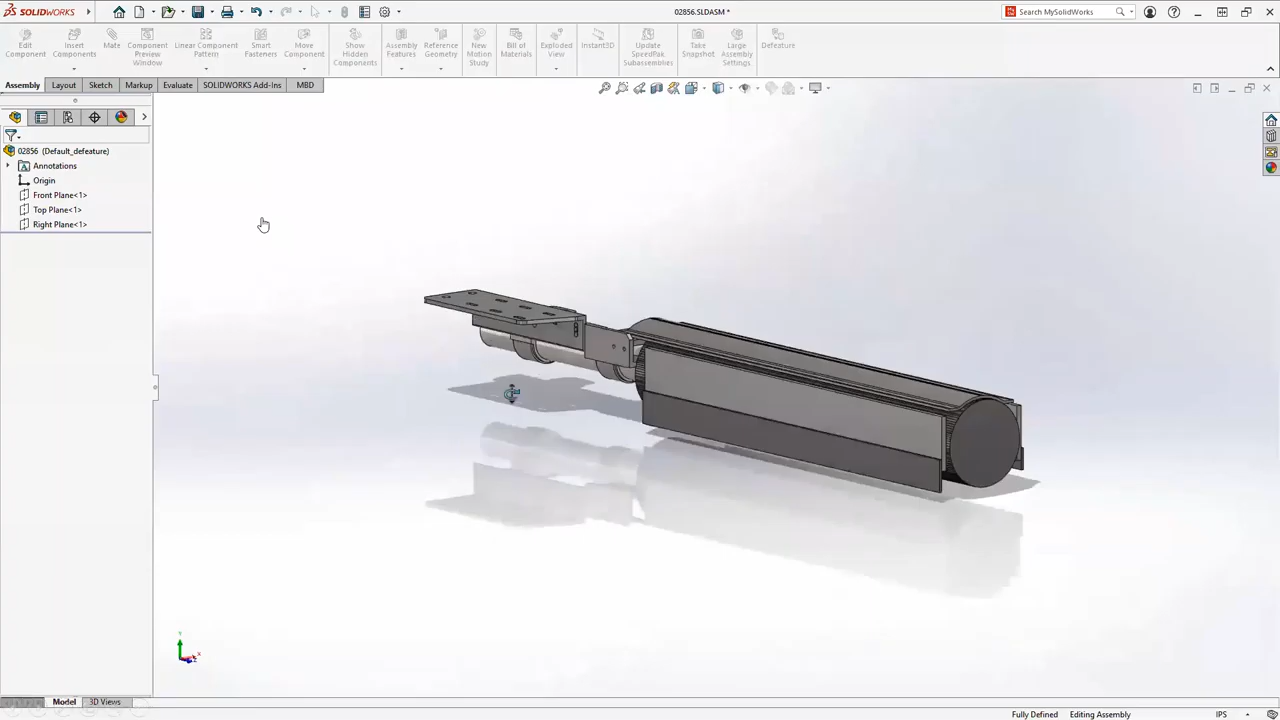 SOLIDWORKS
02856.SLDASM *
Search MySolidWorks
Edit Component
Insert Components
Mate
Component Preview Window
Linear Component Pattern
Smart Fasteners
Move Component
Show Hidden Components
Assembly Features
Reference Geometry
New Motion Study
Bill of Materials
Exploded View
Instant3D
Update SpeedPak Subassemblies
Take Snapshot
Large Assembly Settings
Defeature
Assembly Layout Sketch Markup Evaluate SOLIDWORKS Add-Ins MBD
02856 (Default_defeature)
Annotations
Origin
Front Plane<1>
Top Plane<1>
Right Plane<1>
Y
X
Z
Model 3D Views
Fully Defined Editing Assembly IPS